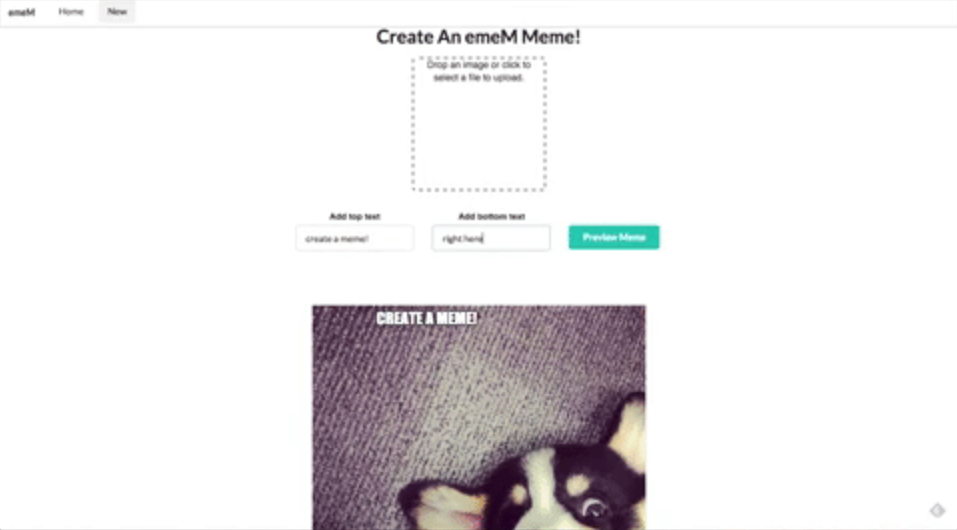 emeM Home New
Create An emeM Meme!
Drop an image or click to
select a file to upload.
Add top text
Add bottom text
create a meme!
right here
Preview Meme
CREATE A MEME!